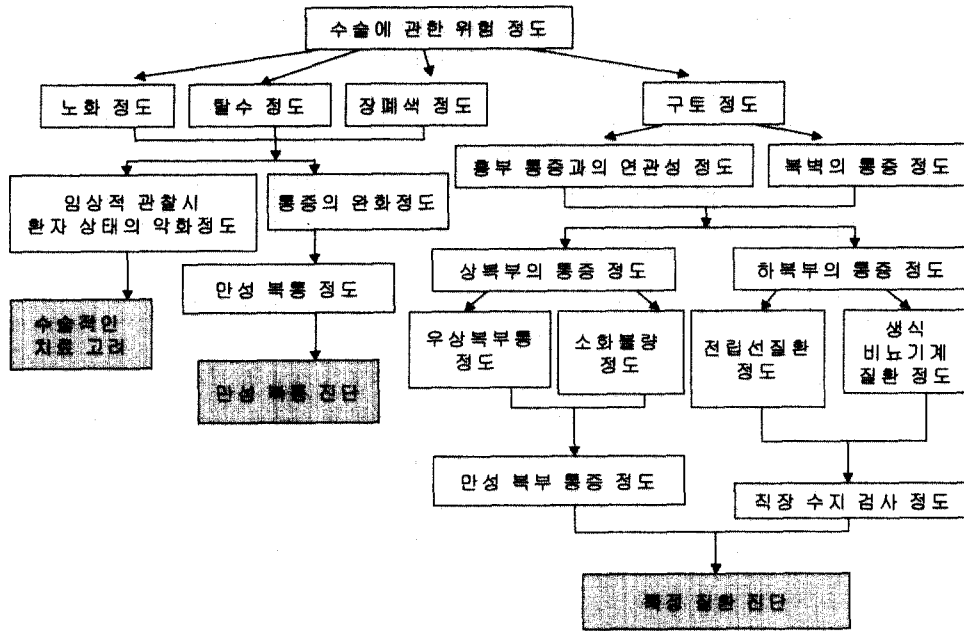 수술에 관한 위험 정도
노화 정도
탈수 정도
장폐색 정도
구토 정도
흉부 통증과의 연관성 정도
복벽의 통증 정도
임상적 관찰시
환자 상태의 악화정도
통증의 완화정도
상복부의 통증 정도
하복부의 통증 정도
만성 복통 정도
수술적인
치료 고려
우상복부통
정도
소화불량
정도
전립선질환
정도
생식
비뇨기계
질환 정도
만성 복통 진단
만성 복부 통증 정도
직장 수지 검사 정도
특정 질환 진단